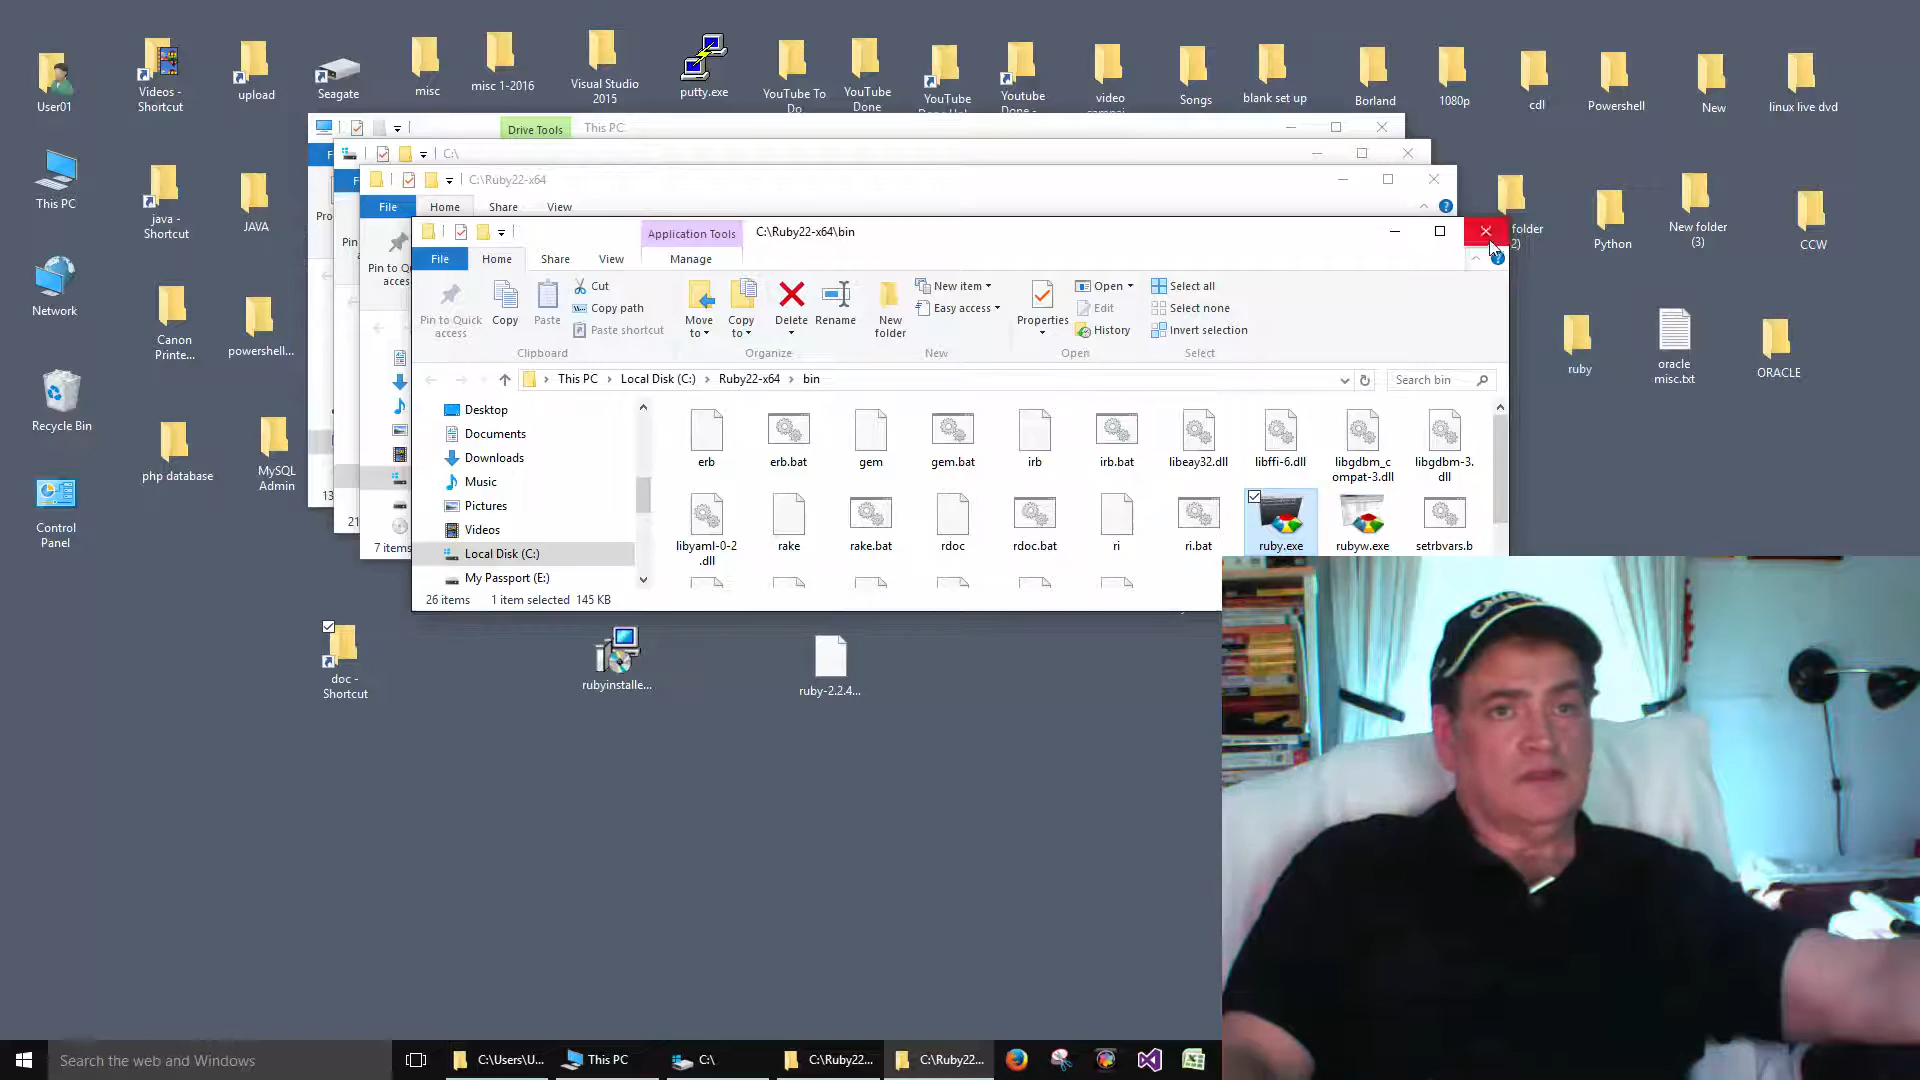 User01
Videos -
Shortcut
upload
Seagate
misc
misc 1-2016
Visual Studio
2015
putty.exe
YouTube To
Do
YouTube
Done
YouTube
Youtube
Done
video
Songs
blank set up
Borland
1080p
cdl
Powershell
New
linux live dvd
Drive Tools
This PC
C:\
C:\Ruby22-x64
File
Home
Share
View
Pin to Q
Application Tools
C:\Ruby22-x64\bin
File
Home
Share
View
Manage
Pin to Quick
access
Copy
Paste
Cut
Copy path
Paste shortcut
Clipboard
Move
to
Copy
to
Delete
Rename
Organize
New
folder
New item
Easy access
New
Properties
Open
Edit
History
Open
Select all
Select none
Invert selection
Select
This PC
Local Disk (C:)
Ruby22-x64
bin
Search bin
Desktop
Documents
Downloads
Music
Pictures
Videos
Local Disk (C:)
My Passport (E:)
erb
erb.bat
gem
gem.bat
irb
irb.bat
libeay32.dll
libffi-6.dll
libgdbm_c
ompat-3.dll
libgdbm-3.
dll
libyaml-0-2
.dll
rake
rake.bat
rdoc
rdoc.bat
ri
ri.bat
ruby.exe
rubyw.exe
setrbvars.b
26 items
1 item selected
145 KB
7 items
21
13
This PC
java -
Shortcut
JAVA
folder
2)
Python
New folder
(3)
CCW
Network
Canon
Printe...
powershell...
ruby
oracle
misc.txt
ORACLE
Recycle Bin
php database
MySQL
Admin
Control
Panel
doc -
Shortcut
rubyinstalle...
ruby-2.2.4...
Search the web and Windows
C:\Users\U...
This PC
C:\
C:\Ruby22...
C:\Ruby22...